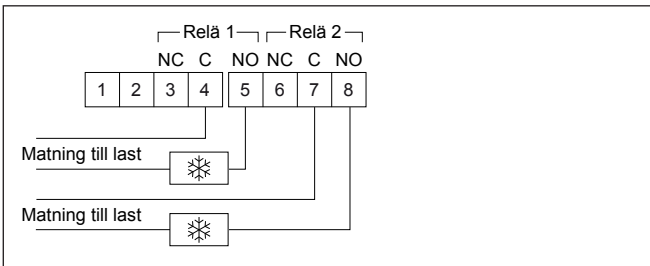 Relä 1 Relä 2
NC C NO NC C NO
1 2 3 4 5 6 7 8
Matning till last
Matning till last